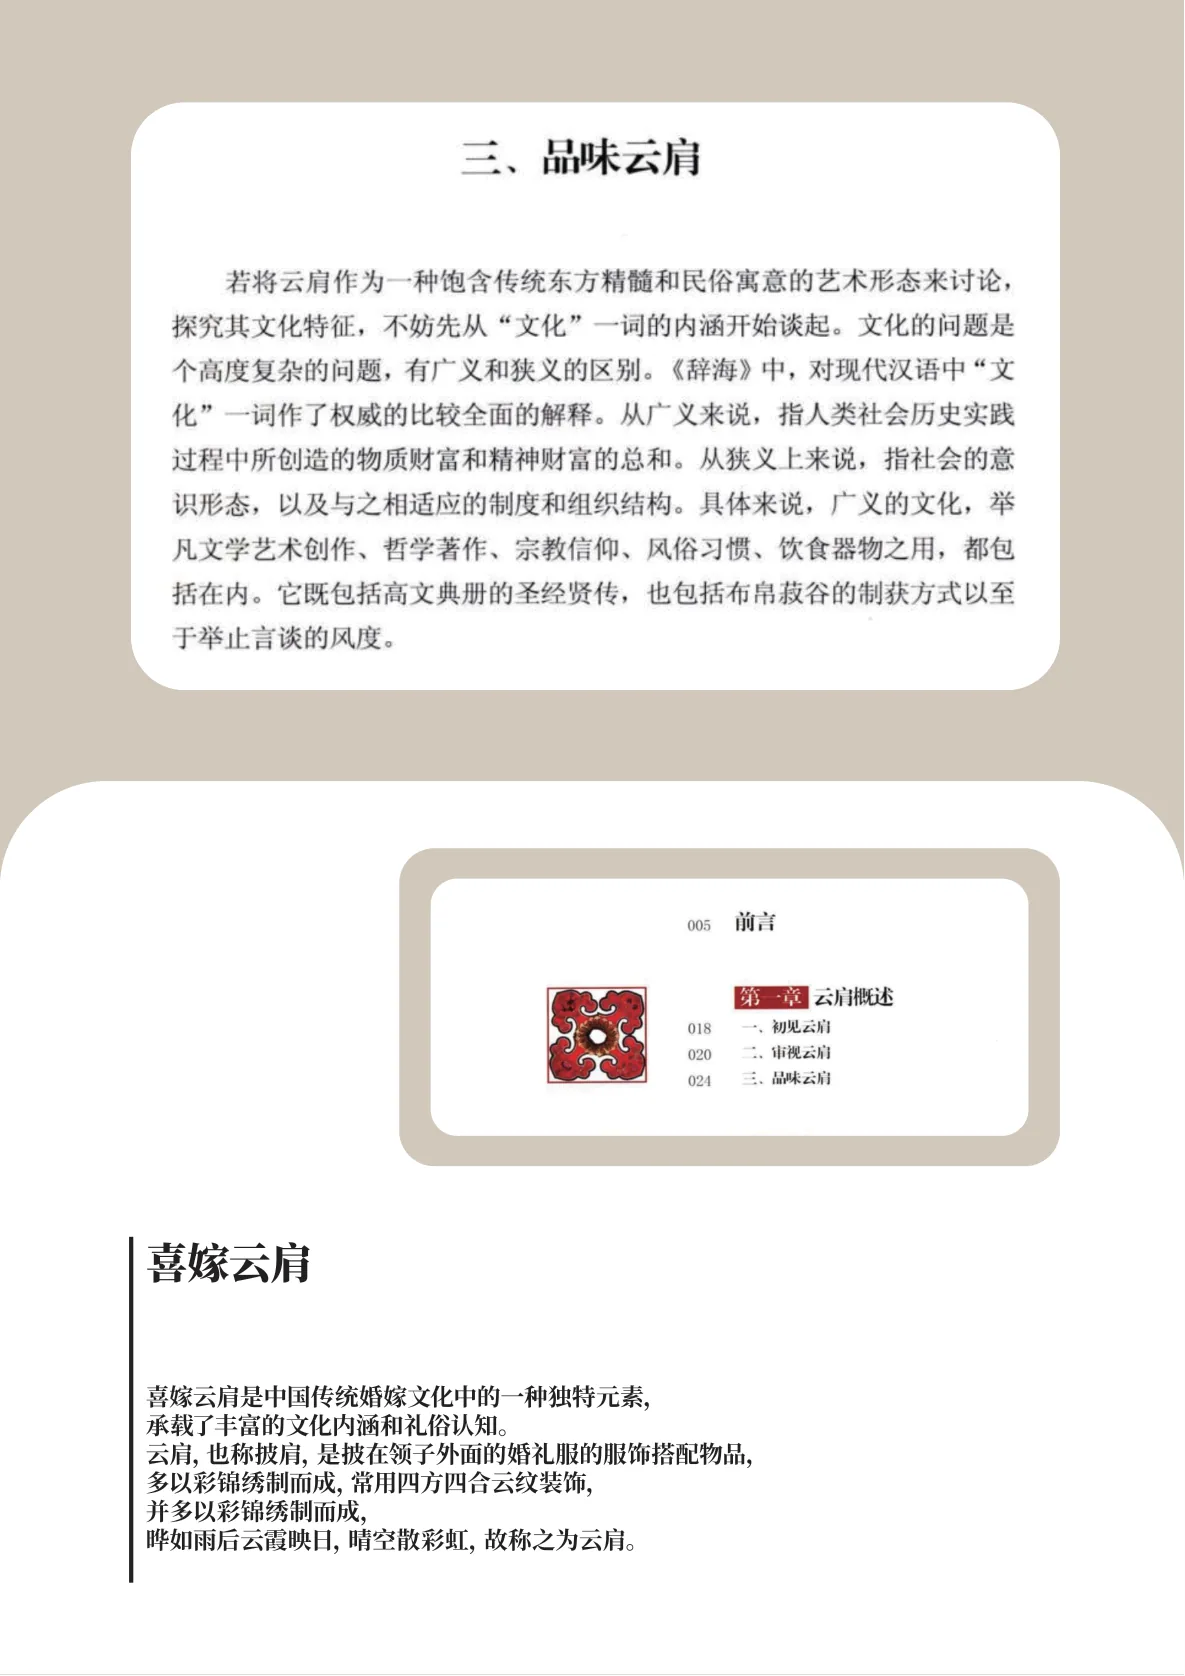 三、品味云肩
若将云肩作为一种饱含传统东方精髓和民俗寓意的艺术形态来讨论，
探究其文化特征，不妨先从“文化”一词的内涵开始谈起。文化的问题是
个高度复杂的问题，有广义和狭义的区别。《辞海》中，对现代汉语中“文
化”一词作了权威的比较全面的解释。从广义来说，指人类社会历史实践
过程中所创造的物质财富和精神财富的总和。从狭义上来说，指社会的意
识形态，以及与之相适应的制度和组织结构。具体来说，广义的文化，举
凡文学艺术创作、哲学著作、宗教信仰、风俗习惯、饮食器物之用，都包
括在内。它既包括高文典册的圣经贤传，也包括布帛菽谷的制获方式以至
于举止言谈的风度。
005 前言
第一章 云肩概述
018 一、初见云肩
020 二、审视云肩
024 三、品味云肩
喜嫁云肩
喜嫁云肩是中国传统婚嫁文化中的一种独特元素，
承载了丰富的文化内涵和礼俗认知。
云肩，也称披肩，是披在领子外面的婚礼服的服饰搭配物品，
多以彩锦绣制而成，常用四方四合云纹装饰，
并多以彩锦绣制而成，
晔如雨后云霞映日，晴空散彩虹，故称之为云肩。